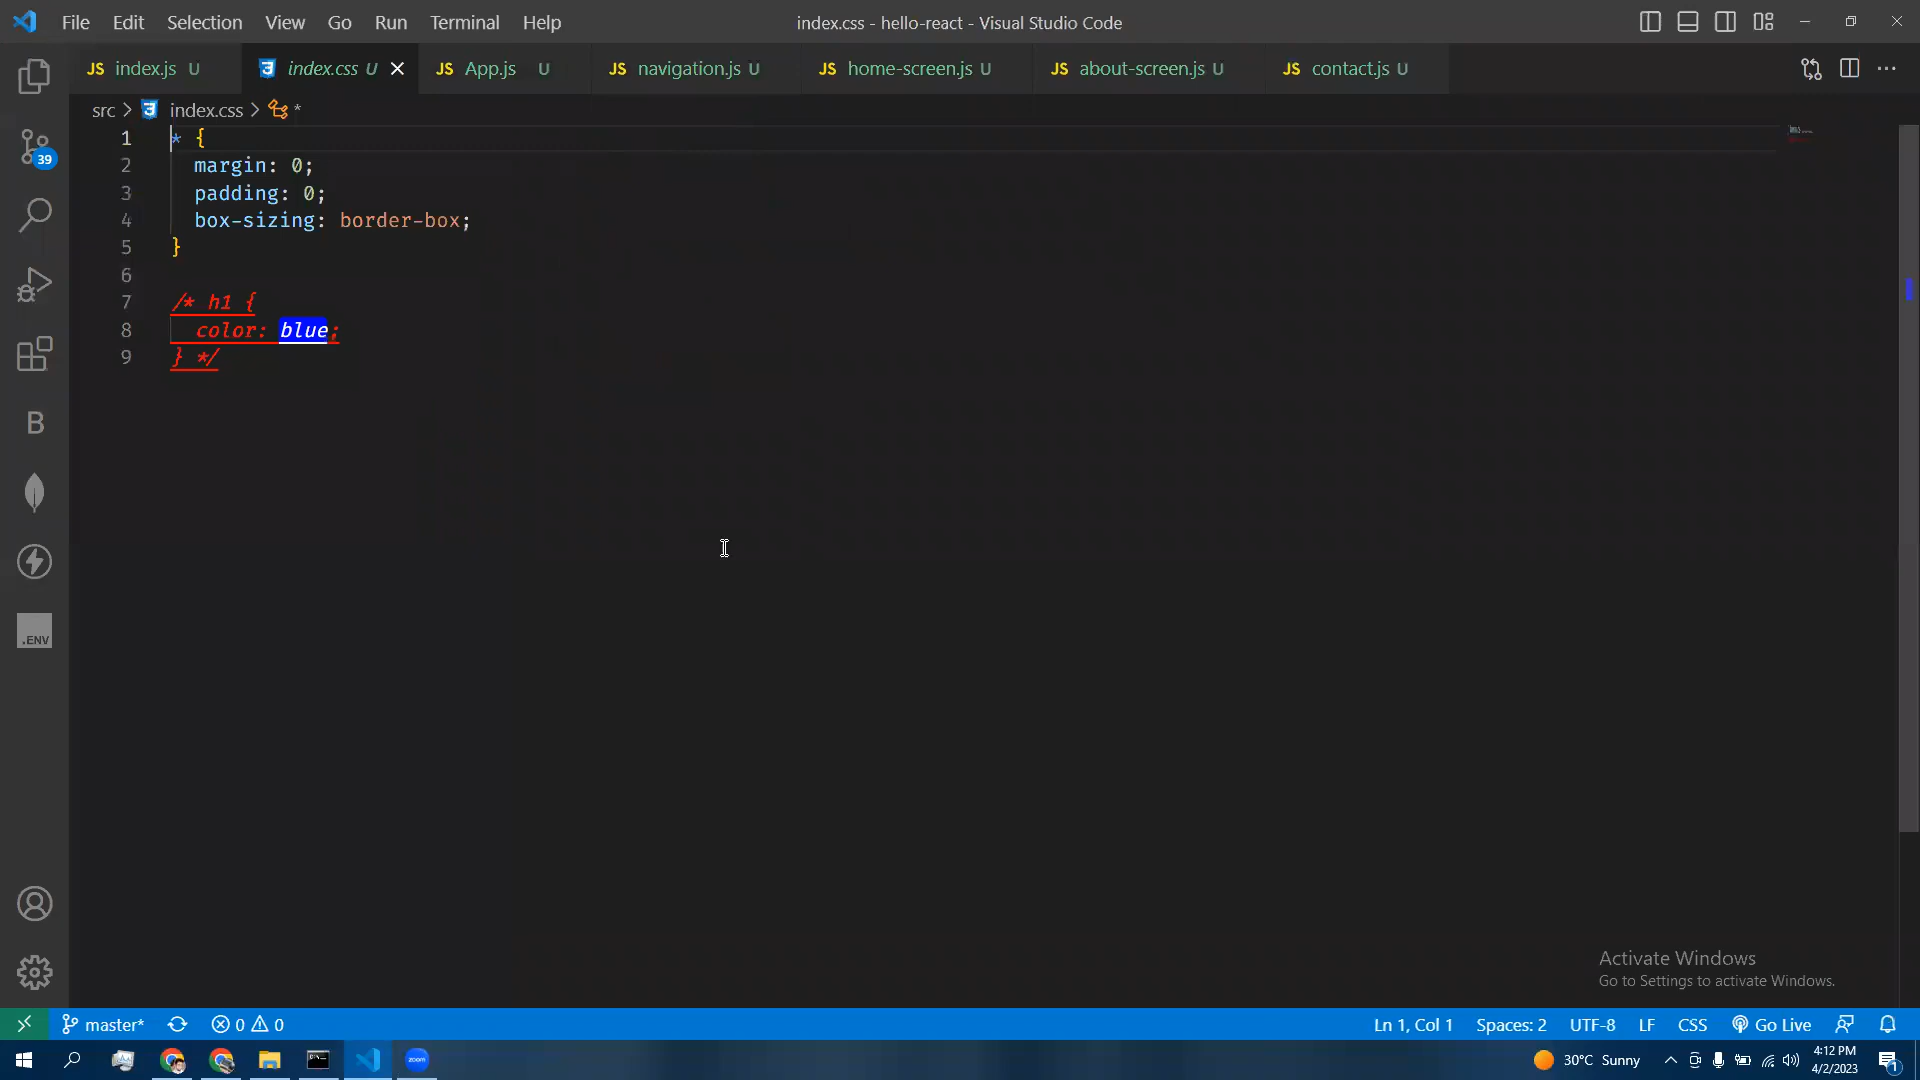 File Edit Selection View Go Run Terminal Help
index.css - hello-react - Visual Studio Code
JS index.js U
index.css U
JS App.js U
JS navigation.js U
JS home-screen.js U
JS about-screen.js U
JS contact.js U
src > index.css > *
1 * {
2 margin: 0;
3 padding: 0;
4 box-sizing: border-box;
5 }
6
7 /* h1 {
8 color: blue;
9 } */
39
B
.ENV
Activate Windows
Go to Settings to activate Windows.
master* 0 0
Ln 1, Col 1 Spaces: 2 UTF-8 LF CSS Go Live
zoom
30°C Sunny
4:12 PM
4/2/2023
1